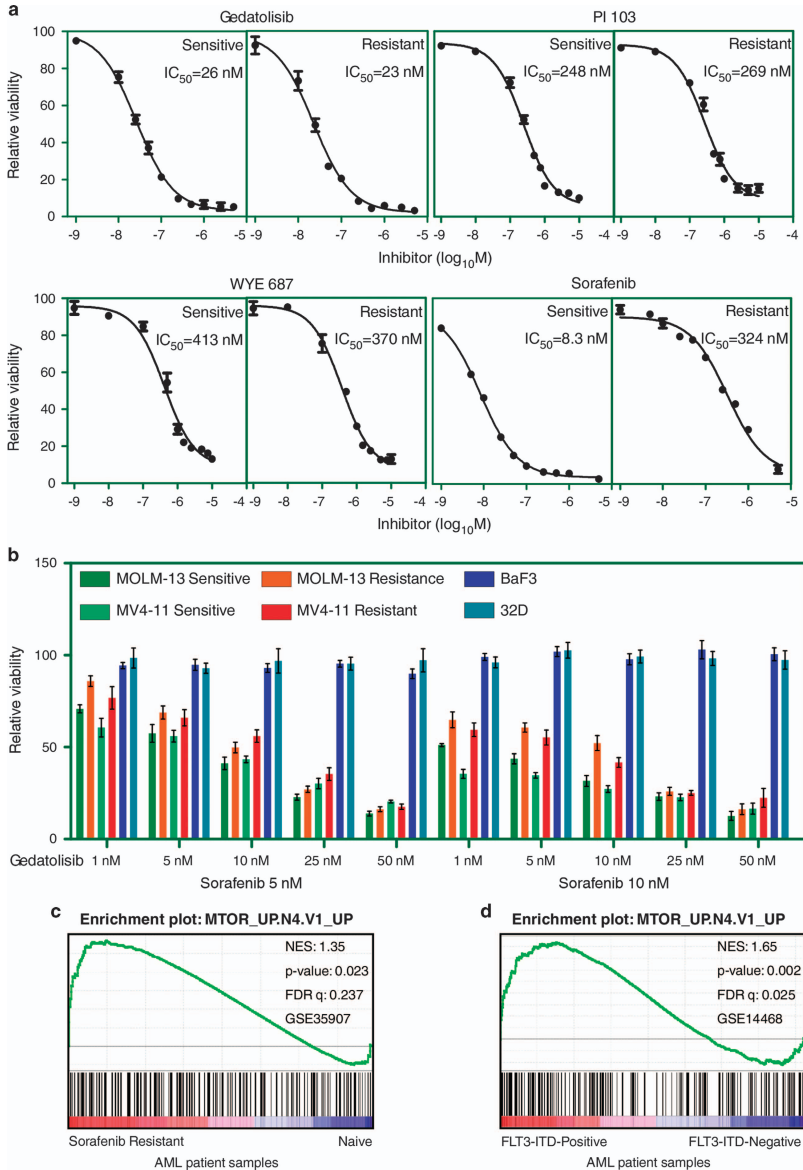 a
Gedatolisib
PI 103
Relative viability
100
80
60
40
20
0
Sensitive
IC50=26 nM
Resistant
IC50=23 nM
Sensitive
IC50=248 nM
Resistant
IC50=269 nM
-9 -8 -7 -6 -5 -9 -8 -7 -6 -5 -9 -8 -7 -6 -5 -4 -9 -8 -7 -6 -5 -4
Inhibitor (log10M)
WYE 687
Sorafenib
Relative viability
100
80
60
40
20
0
Sensitive
IC50=413 nM
Resistant
IC50=370 nM
Sensitive
IC50=8.3 nM
Resistant
IC50=324 nM
-9 -8 -7 -6 -5 -4 -9 -8 -7 -6 -5 -4 -9 -8 -7 -6 -5 -9 -8 -7 -6 -5
Inhibitor (log10M)
b
Relative viability
150
100
50
0
MOLM-13 Sensitive
MOLM-13 Resistance
BaF3
MV4-11 Sensitive
MV4-11 Resistant
32D
Gedatolisib 1 nM 5 nM 10 nM 25 nM 50 nM 1 nM 5 nM 10 nM 25 nM 50 nM
Sorafenib 5 nM Sorafenib 10 nM
c
Enrichment plot: MTOR_UP.N4.V1_UP
NES: 1.35
p-value: 0.023
FDR q: 0.237
GSE35907
Sorafenib Resistant Naive
AML patient samples
d
Enrichment plot: MTOR_UP.N4.V1_UP
NES: 1.65
p-value: 0.002
FDR q: 0.025
GSE14468
FLT3-ITD-Positive FLT3-ITD-Negative
AML patient samples